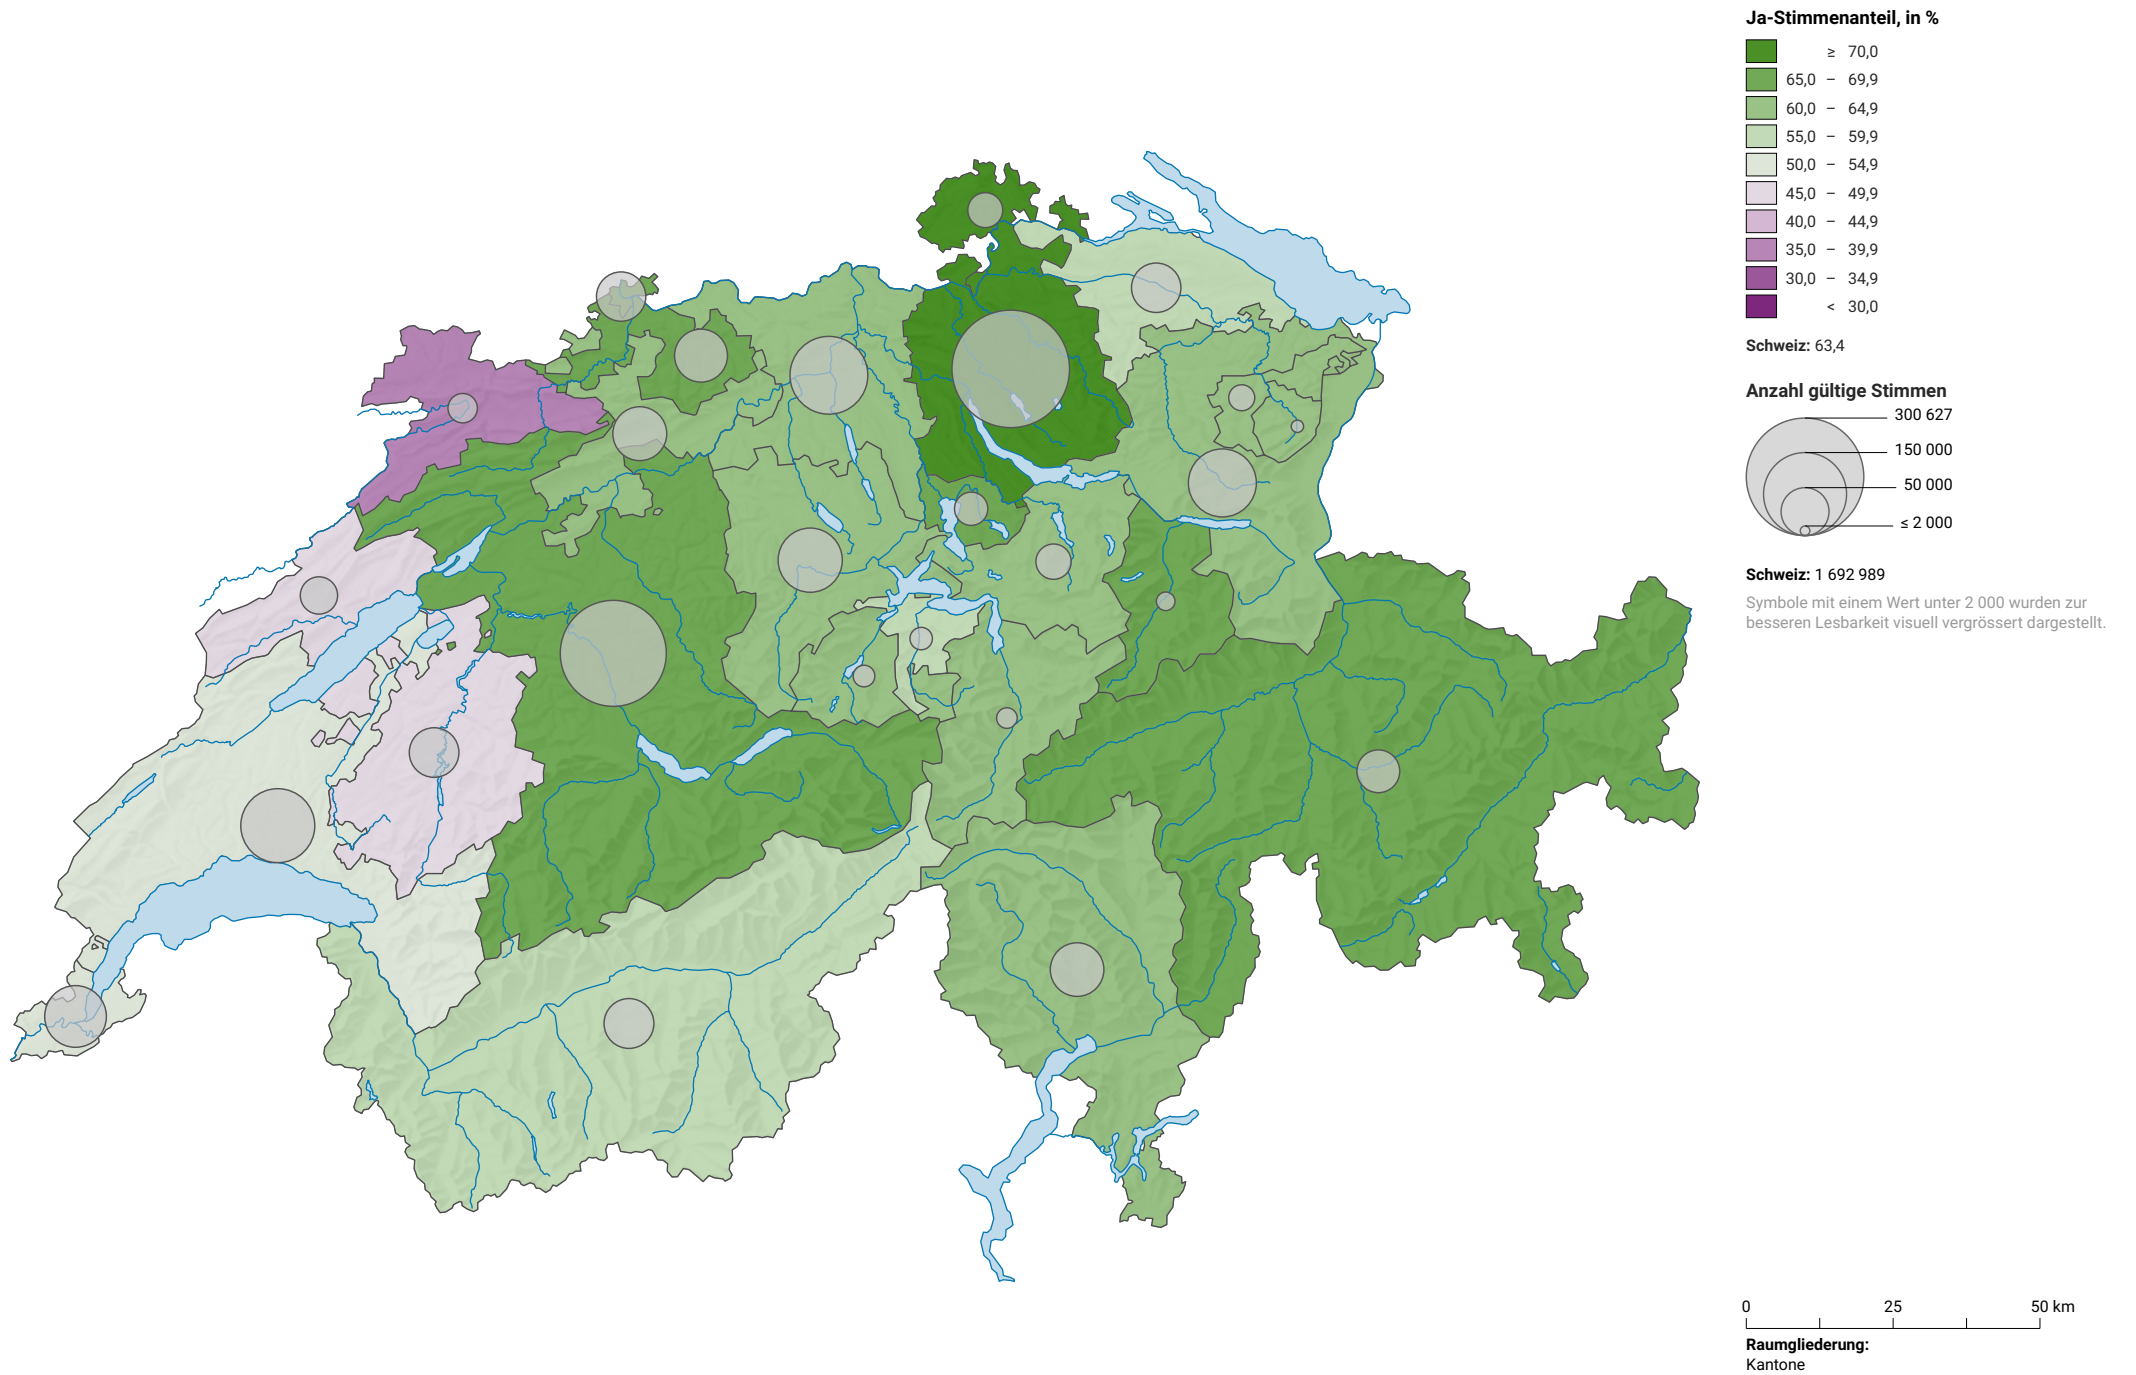 Ja-Stimmenanteil, in %
≥ 70,0
65,0 – 69,9
60,0 – 64,9
55,0 – 59,9
50,0 – 54,9
45,0 – 49,9
40,0 – 44,9
35,0 – 39,9
30,0 – 34,9
< 30,0
Schweiz: 63,4
Anzahl gültige Stimmen
300 627
150 000
50 000
≤ 2 000
Schweiz: 1 692 989
Symbole mit einem Wert unter 2 000 wurden zur
besseren Lesbarkeit visuell vergrössert dargestellt.
0 25 50 km
Raumgliederung:
Kantone